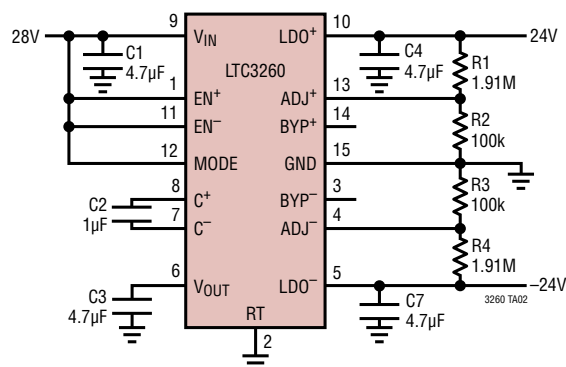 28V
9
VIN
C1
4.7µF
1
EN+
11
EN–
12
MODE
8
C+
C2
1µF
7
C–
6
VOUT
C3
4.7µF
LTC3260
RT
2
10
LDO+
24V
C4
4.7µF
R1
1.91M
13
ADJ+
14
BYP+
R2
100k
15
GND
3
BYP–
R3
100k
4
ADJ–
R4
1.91M
5
LDO–
–24V
C7
4.7µF
3260 TA02